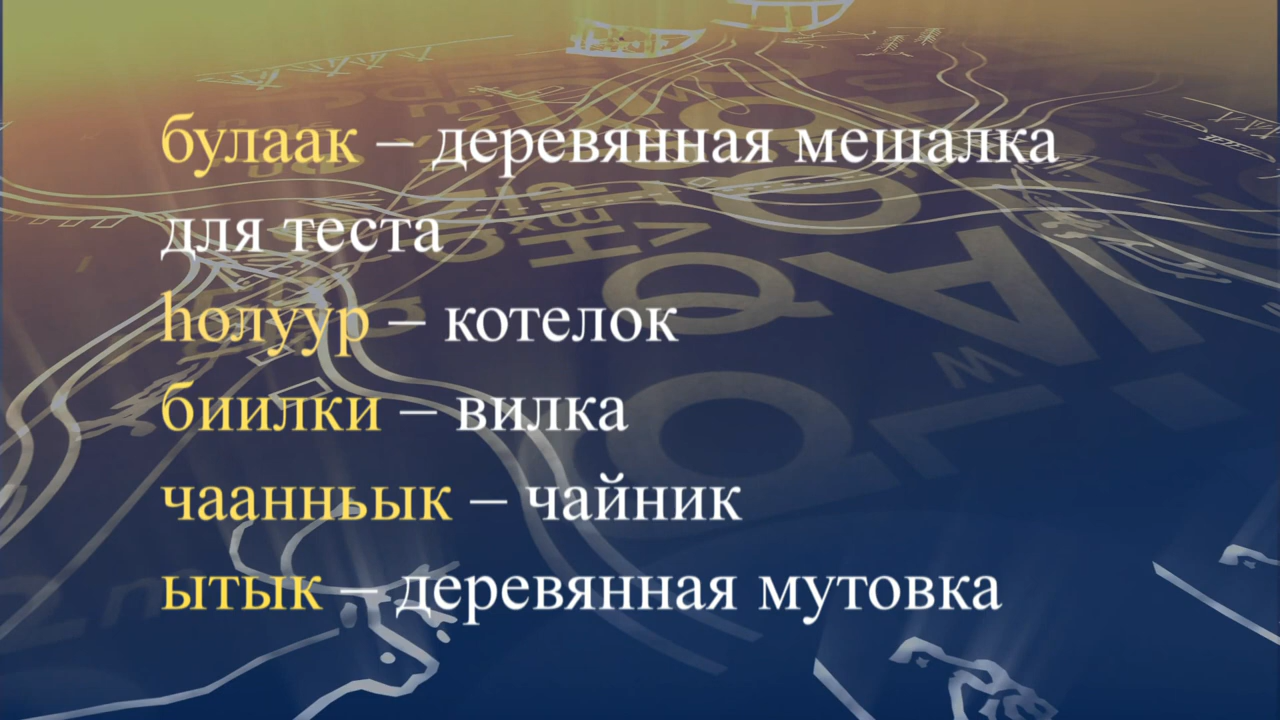 булаак – деревянная мешалка
для теста
һолуур – котелок
биилки – вилка
чаанньык – чайник
ытык – деревянная мутовка